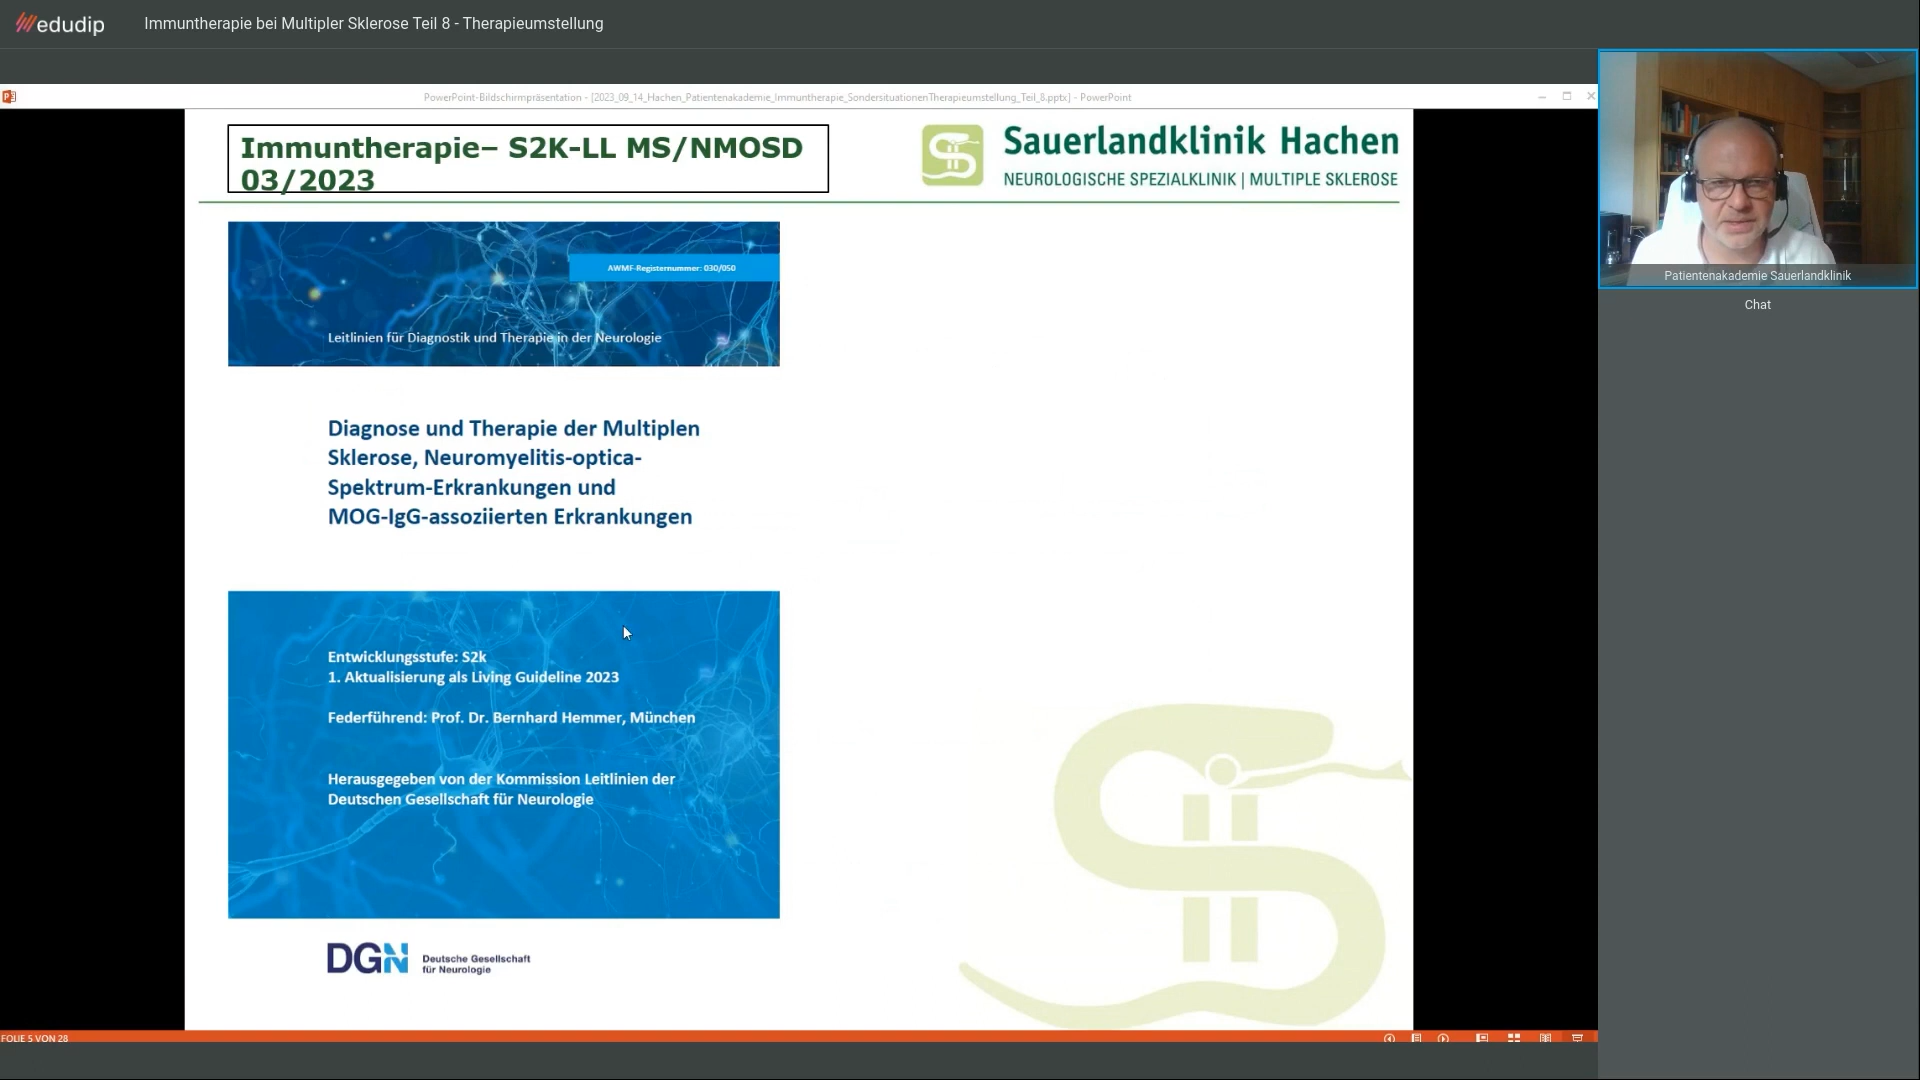 edudip
Immuntherapie bei Multipler Sklerose Teil 8 - Therapieumstellung
PowerPoint-Bildschirmpräsentation - [2023_09_14_Hachen_Patientenakademie_Immuntherapie_SondersituationenTherapieumstellung_Teil_8.pptx] - PowerPoint
Immuntherapie– S2K-LL MS/NMOSD
03/2023
Sauerlandklinik Hachen
NEUROLOGISCHE SPEZIALKLINIK | MULTIPLE SKLEROSE
AWMF-Registernummer: 030/050
Leitlinien für Diagnostik und Therapie in der Neurologie
Diagnose und Therapie der Multiplen
Sklerose, Neuromyelitis-optica-
Spektrum-Erkrankungen und
MOG-IgG-assoziierten Erkrankungen
Entwicklungsstufe: S2k
1. Aktualisierung als Living Guideline 2023
Federführend: Prof. Dr. Bernhard Hemmer, München
Herausgegeben von der Kommission Leitlinien der
Deutschen Gesellschaft für Neurologie
DGN
Deutsche Gesellschaft
für Neurologie
FOLIE 5 VON 28
Patientenakademie Sauerlandklinik
Chat